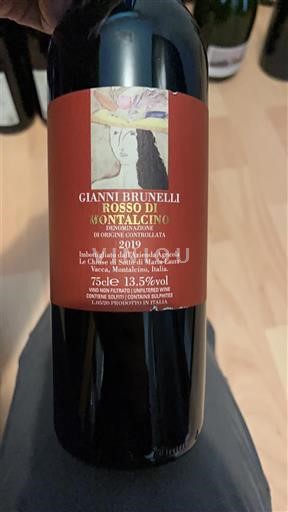 GIANNI BRUNELLI
ROSSO DI
MONTALCINO
DENOMINAZIONE
DI ORIGINE CONTROLLATA
2019
Imbottigliato dall'Azienda Agricola
Le Chiuse di Sotto di Maria Laura
Vacca, Montalcino, Italia.
75cl e 13.5%vol
VINO NON FILTRATO | UNFILTERED WINE
CONTIENE SOLFITI | CONTAINS SULPHITES
L.05/20 PRODOTTO IN ITALIA